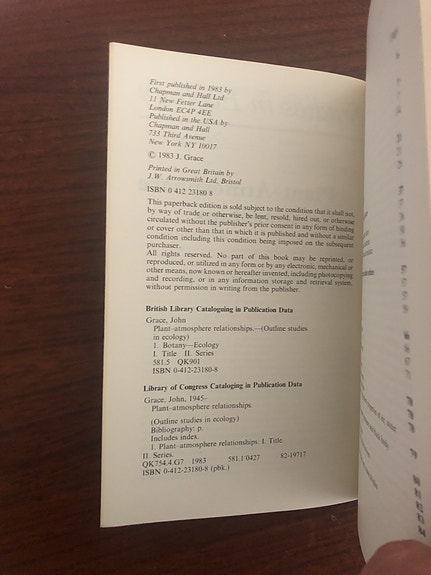 First published in 1983 by
Chapman and Hall Ltd
11 New Fetter Lane
London EC4P 4EE
Published in the USA by
Chapman and Hall
733 Third Avenue
New York NY 10017
© 1983 J. Grace
Printed in Great Britain by
J.W. Arrowsmith Ltd, Bristol
ISBN 0 412 23180 8
This paperback edition is sold subject to the condition that it shall not,
by way of trade or otherwise, be lent, resold, hired out, or otherwise
circulated without the publisher's prior consent in any form of binding
or cover other than that in which it is published and without a similar
condition including this condition being imposed on the subsequent
purchaser.
All rights reserved. No part of this book may be reprinted, or
reproduced, or utilized in any form or by any electronic, mechanical or
other means, now known or hereafter invented, including photocopying
and recording, or in any information storage and retrieval system,
without permission in writing from the publisher.
British Library Cataloguing in Publication Data
Grace, John
Plant–atmosphere relationships.—(Outline studies
in ecology)
1. Botany—Ecology
I. Title II. Series
581.5 QK901
ISBN 0-412-23180-8
Library of Congress Cataloging in Publication Data
Grace, John, 1945–
Plant–atmosphere relationships.
(Outline studies in ecology)
Bibliography: p.
Includes index.
1. Plant–atmosphere relationships. I. Title.
II. Series.
QK754.4.G7 1983 581.1'0427 82-19717
ISBN 0-412-23180-8 (pbk.)